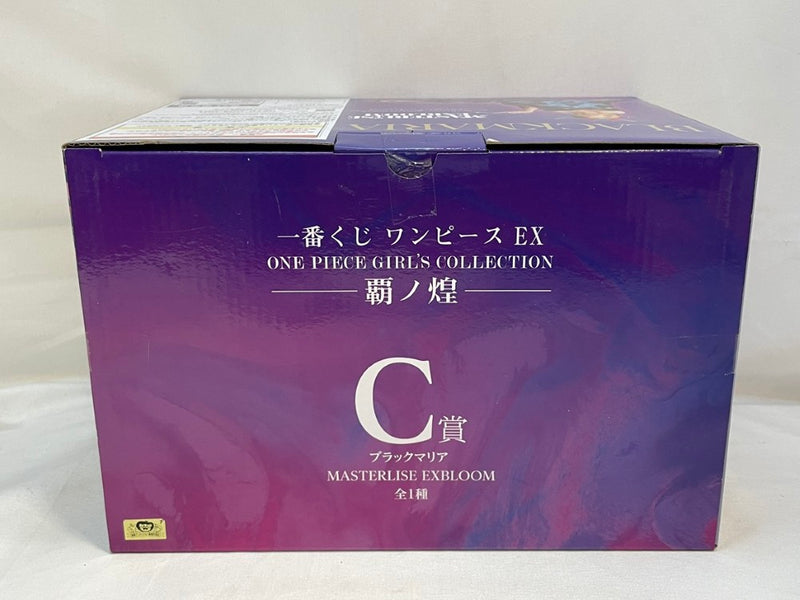 BLACKMARIA
一番くじ ワンピース EX
ONE PIECE GIRL'S COLLECTION
覇ノ煌
C賞
ブラックマリア
MASTERLISE EXBLOOM
全1種